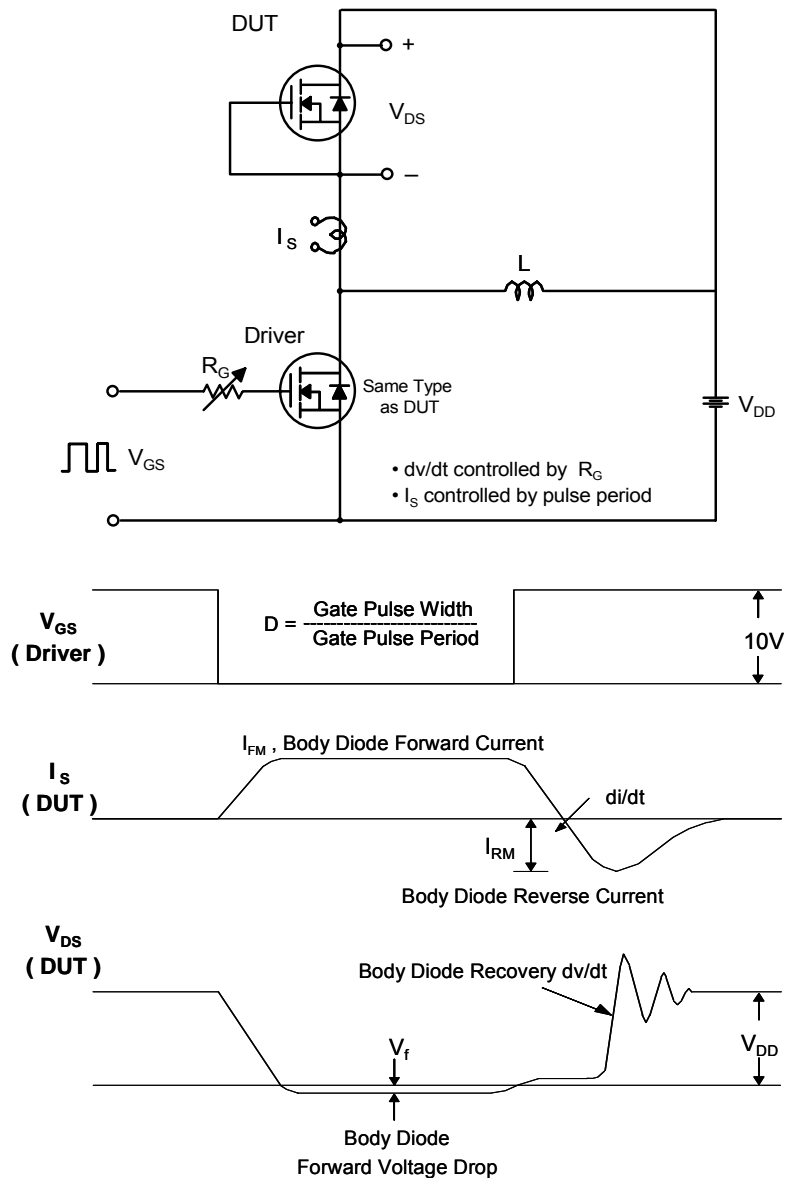 DUT
+
V_DS
–
I_S
L
Driver
R_G
Same Type
as DUT
V_DD
V_GS
• dv/dt controlled by R_G
• I_S controlled by pulse period
V_GS
( Driver )
D = Gate Pulse Width
Gate Pulse Period
10V
I_FM , Body Diode Forward Current
I_S
( DUT )
di/dt
I_RM
Body Diode Reverse Current
V_DS
( DUT )
Body Diode Recovery dv/dt
V_f
V_DD
Body Diode
Forward Voltage Drop